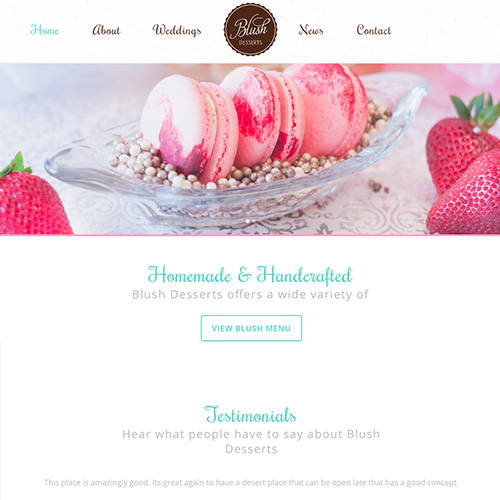 Home About Weddings Blush DESSERTS News Contact
Homemade & Handcrafted
Blush Desserts offers a wide variety of
VIEW BLUSH MENU
Testimonials
Hear what people have to say about Blush
Desserts
This place is amazingly good. Its great again to have a desert place that can be open late that has a good concept.